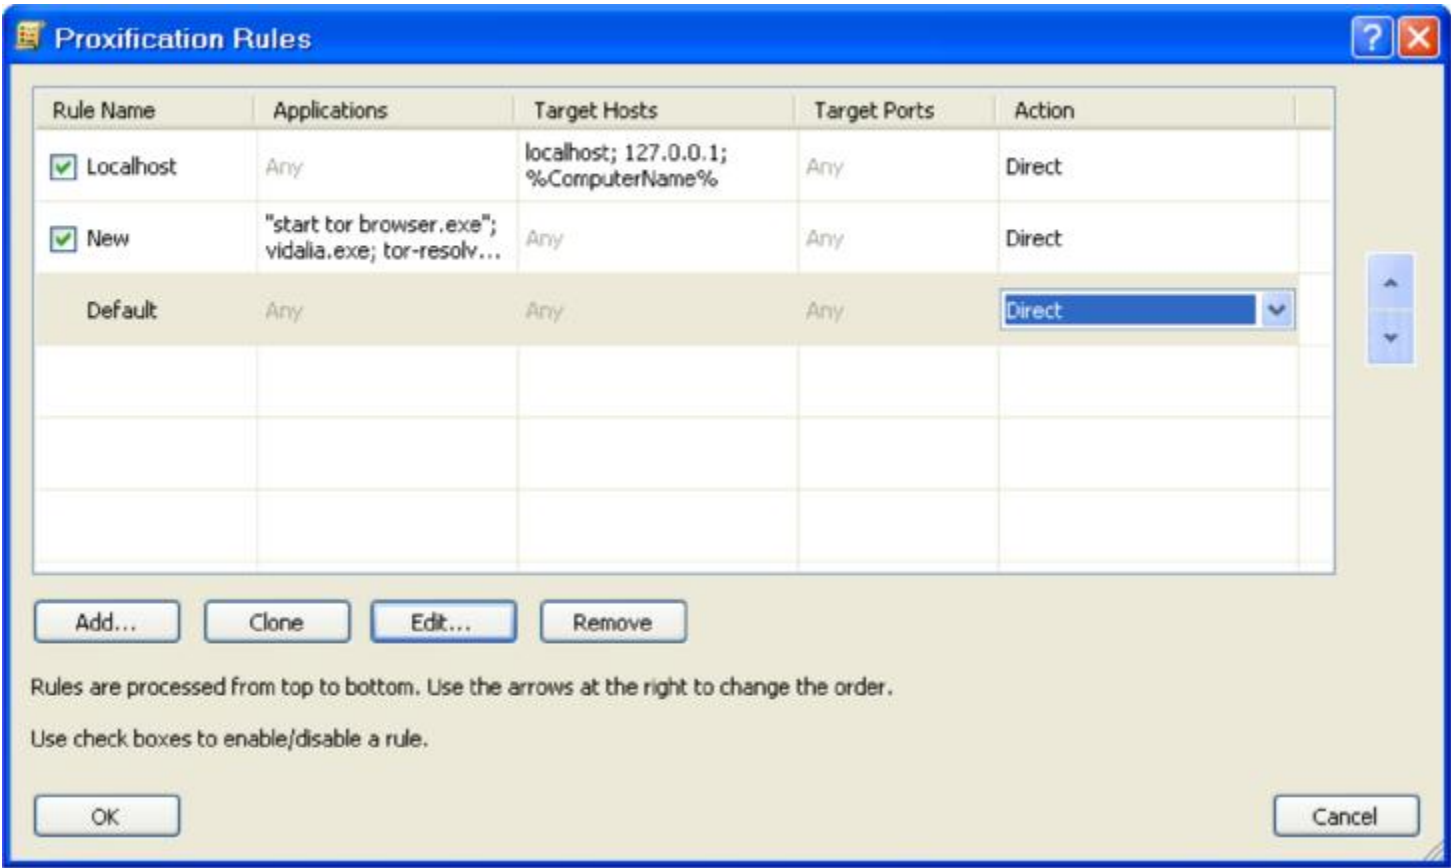 Proxification Rules
Rule Name Applications Target Hosts Target Ports Action
Localhost Any localhost; 127.0.0.1; Any Direct
%ComputerName%
New "start tor browser.exe"; Any Any Direct
vidalia.exe; tor-resolv...
Default Any Any Any Direct
Add... Clone Edit... Remove
Rules are processed from top to bottom. Use the arrows at the right to change the order.
Use check boxes to enable/disable a rule.
OK Cancel